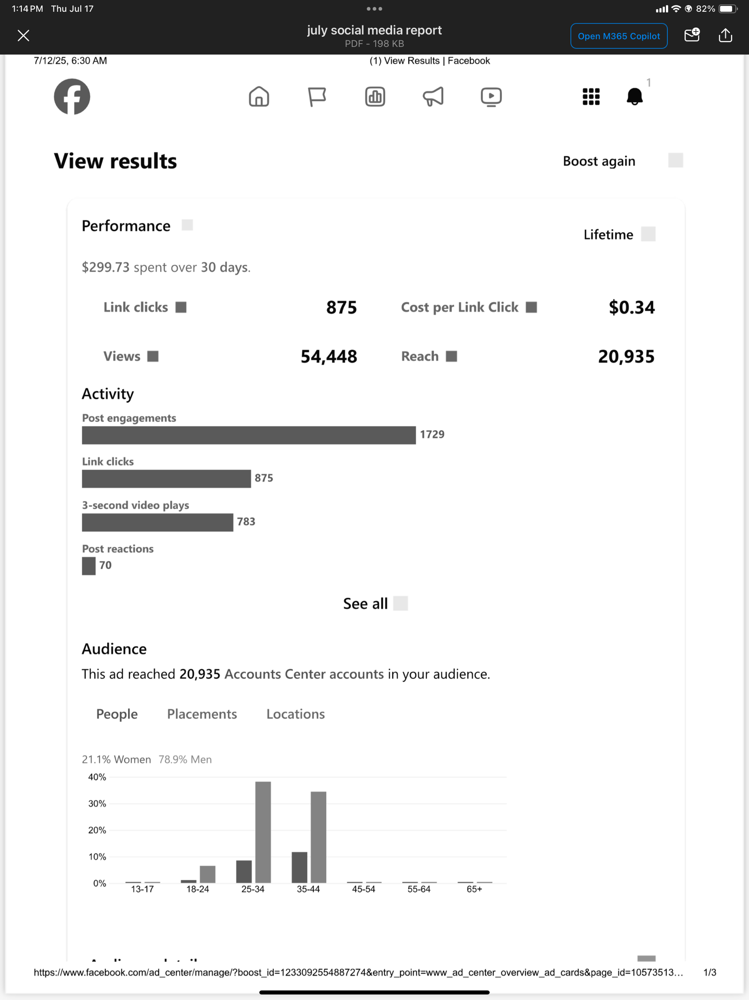 1:14 PM Thu Jul 17
82%
july social media report
PDF - 198 KB
Open M365 Copilot
7/12/25, 6:30 AM
(1) View Results | Facebook
1
View results
Boost again
Performance
Lifetime
$299.73 spent over 30 days.
Link clicks 875 Cost per Link Click $0.34
Views 54,448 Reach 20,935
Activity
Post engagements
1729
Link clicks
875
3-second video plays
783
Post reactions
70
See all
Audience
This ad reached 20,935 Accounts Center accounts in your audience.
People Placements Locations
21.1% Women 78.9% Men
40%
30%
20%
10%
0%
13-17 18-24 25-34 35-44 45-54 55-64 65+
https://www.facebook.com/ad_center/manage/?boost_id=1233092554887274&entry_point=www_ad_center_overview_ad_cards&page_id=10573513... 1/3